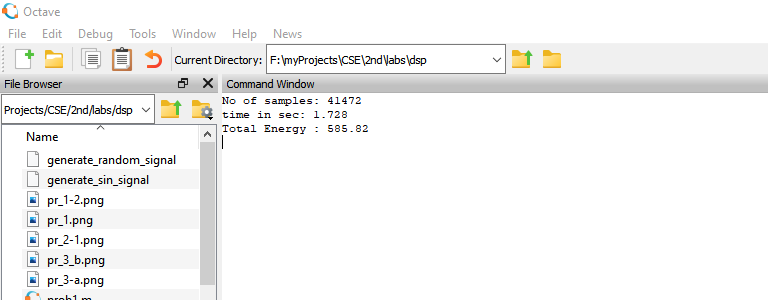 Octave
File Edit Debug Tools Window Help News
Current Directory: F:\myProjects\CSE\2nd\labs\dsp
File Browser
Command Window
Projects/CSE/2nd/labs/dsp
No of samples: 41472
time in sec: 1.728
Total Energy : 585.82
Name
generate_random_signal
generate_sin_signal
pr_1-2.png
pr_1.png
pr_2-1.png
pr_3_b.png
pr_3-a.png
prob1.m